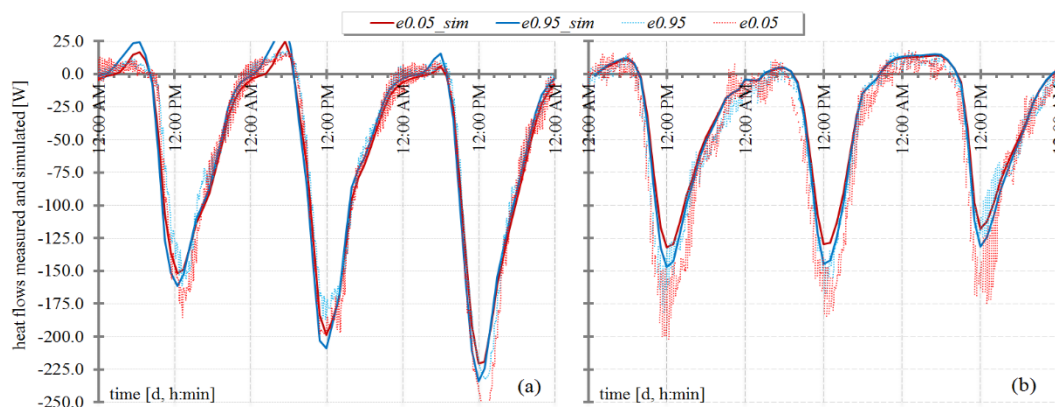 e0.05_sim e0.95_sim e0.95 e0.05
heat flows measured and simulated [W]
25.0
0.0
-25.0
-50.0
-75.0
-100.0
-125.0
-150.0
-175.0
-200.0
-225.0
-250.0
12:00 AM
12:00 PM
12:00 AM
12:00 PM
12:00 AM
12:00 PM
12:00 AM
time [d, h:min]
(a)
12:00 AM
12:00 PM
12:00 AM
12:00 PM
12:00 AM
12:00 PM
time [d, h:min]
(b)